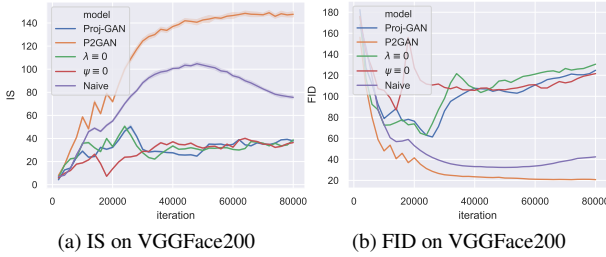 model
Proj-GAN
P2GAN
λ ≡ 0
ψ ≡ 0
Naive
IS
140
120
100
80
60
40
20
0
0
20000
40000
60000
80000
iteration
(a) IS on VGGFace200
model
Proj-GAN
P2GAN
λ ≡ 0
ψ ≡ 0
Naive
FID
180
160
140
120
100
80
60
40
20
0
20000
40000
60000
80000
iteration
(b) FID on VGGFace200